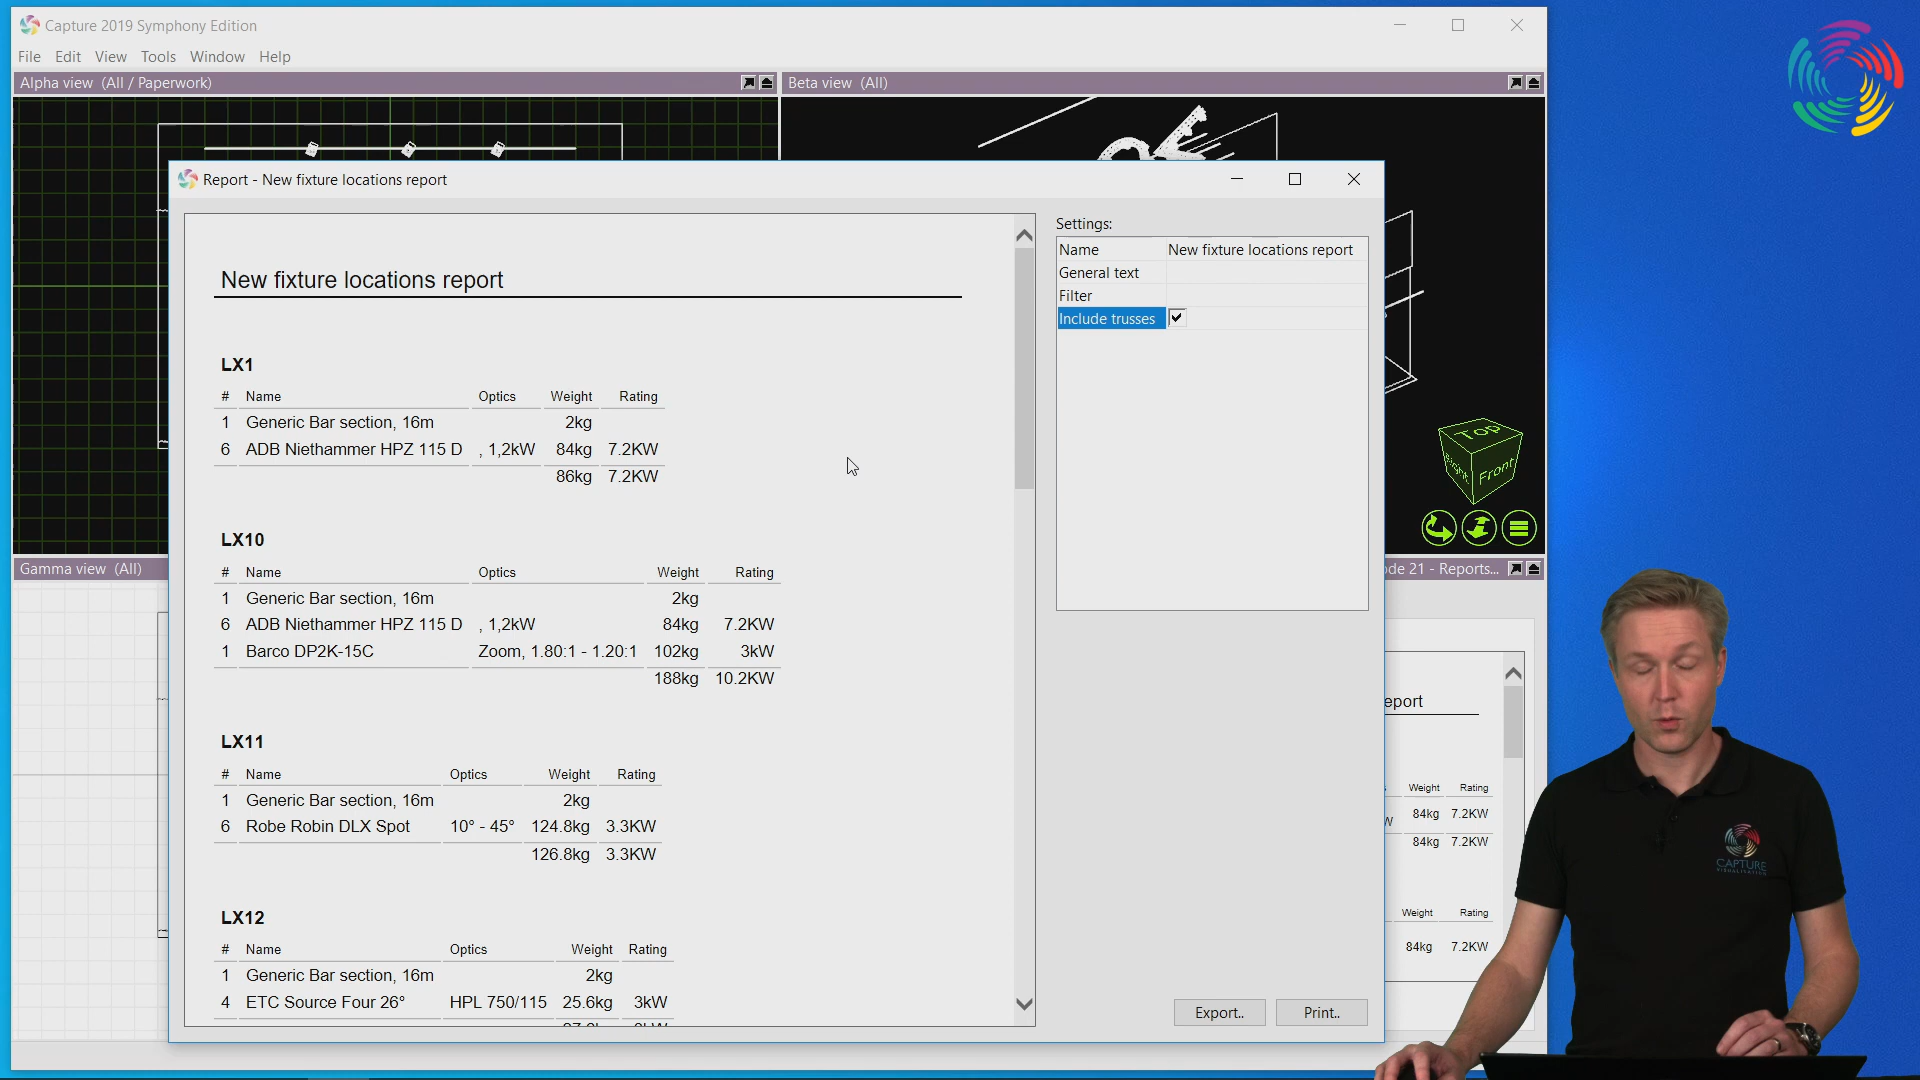 Capture 2019 Symphony Edition
File Edit View Tools Window Help
Alpha view (All / Paperwork)
Beta view (All)
Report - New fixture locations report
New fixture locations report
LX1
# Name Optics Weight Rating
1 Generic Bar section, 16m 2kg
6 ADB Niethammer HPZ 115 D , 1,2kW 84kg 7.2KW
86kg 7.2KW
LX10
# Name Optics Weight Rating
1 Generic Bar section, 16m 2kg
6 ADB Niethammer HPZ 115 D , 1,2kW 84kg 7.2KW
1 Barco DP2K-15C Zoom, 1.80:1 - 1.20:1 102kg 3kW
188kg 10.2KW
LX11
# Name Optics Weight Rating
1 Generic Bar section, 16m 2kg
6 Robe Robin DLX Spot 10° - 45° 124.8kg 3.3KW
126.8kg 3.3KW
LX12
# Name Optics Weight Rating
1 Generic Bar section, 16m 2kg
4 ETC Source Four 26° HPL 750/115 25.6kg 3kW
Settings:
Name New fixture locations report
General text
Filter
Include trusses
Export..
Print..
Top
Right
Front
Gamma view (All)
ode 21 - Reports...
eport
Weight Rating
W 84kg 7.2KW
84kg 7.2KW
Weight Rating
84kg 7.2KW
CAPTURE
VISUALISATION